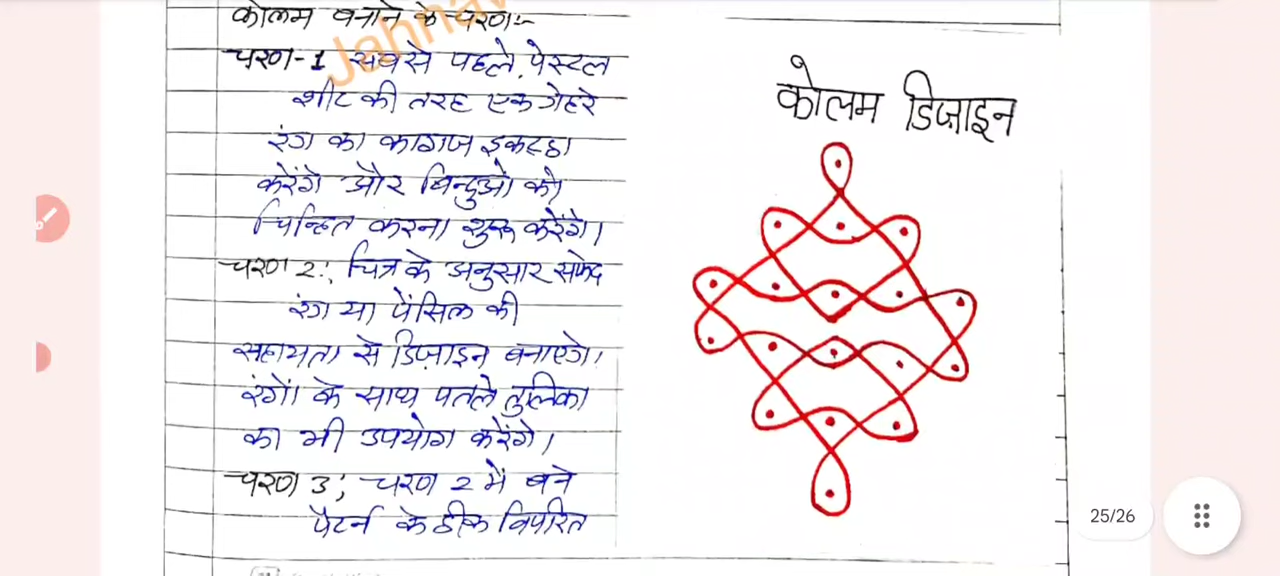 कोलम बनाने के चरण:-
चरण-1 सबसे पहले, पेस्टल
शीट की तरह एक गेहरे
रंग का कागज इकट्ठा
करेंगे और बिन्दुओ को
चिन्हित करना शुरू करेंगे।
चरण 2:, चित्र के अनुसार सफेद
रंग या पेंसिल की
सहायता से डिज़ाइन बनाएगे।
रंगों के साथ पतले तुलिका
का भी उपयोग करेंगे।
चरण 3; चरण 2 में बने
पैटर्न के ठीक विपरित
कोलम डिज़ाइन
25/26